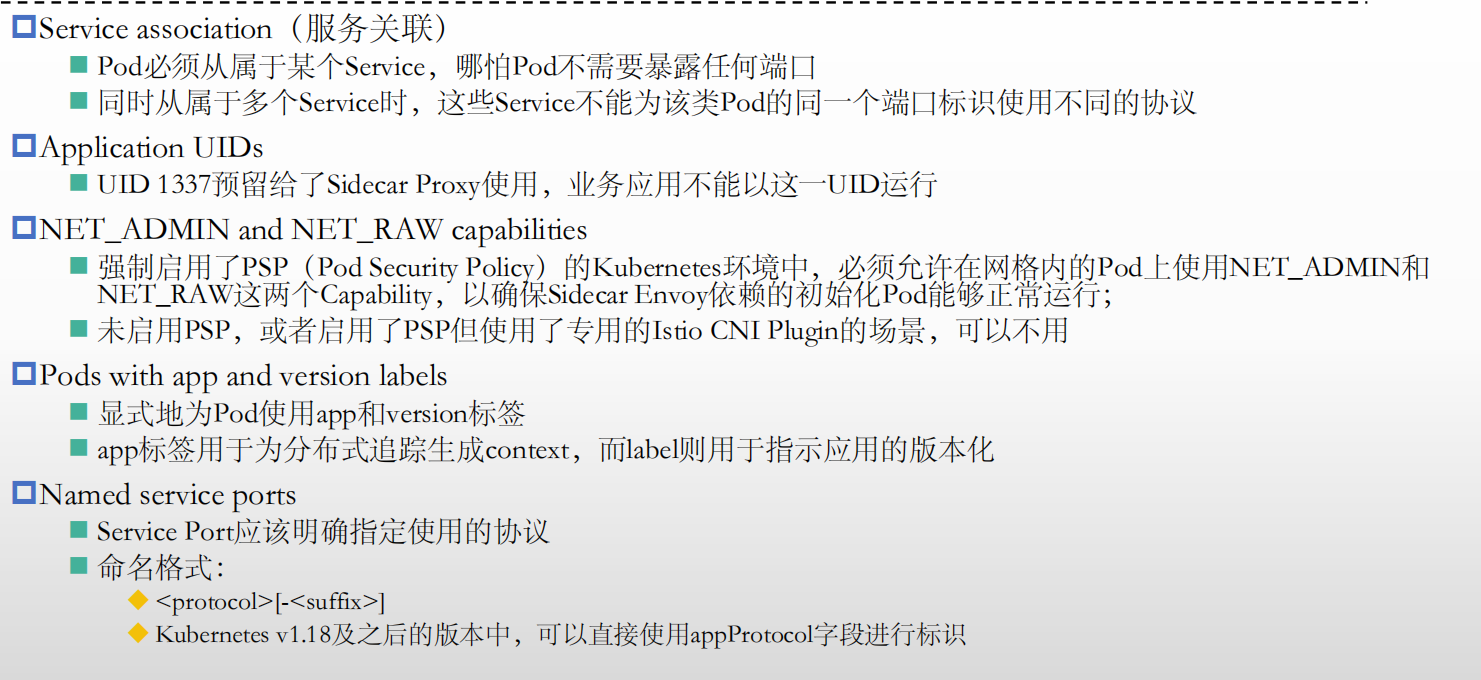 Service association（服务关联）
Pod必须从属于某个Service，哪怕Pod不需要暴露任何端口
同时从属于多个Service时，这些Service不能为该类Pod的同一个端口标识使用不同的协议
Application UIDs
UID 1337预留给了Sidecar Proxy使用，业务应用不能以这一UID运行
NET_ADMIN and NET_RAW capabilities
强制启用了PSP（Pod Security Policy）的Kubernetes环境中，必须允许在网格内的Pod上使用NET_ADMIN和
NET_RAW这两个Capability，以确保Sidecar Envoy依赖的初始化Pod能够正常运行；
未启用PSP，或者启用了PSP但使用了专用的Istio CNI Plugin的场景，可以不用
Pods with app and version labels
显式地为Pod使用app和version标签
app标签用于为分布式追踪生成context，而label则用于指示应用的版本化
Named service ports
Service Port应该明确指定使用的协议
命名格式：
<protocol>[-<suffix>]
Kubernetes v1.18及之后的版本中，可以直接使用appProtocol字段进行标识